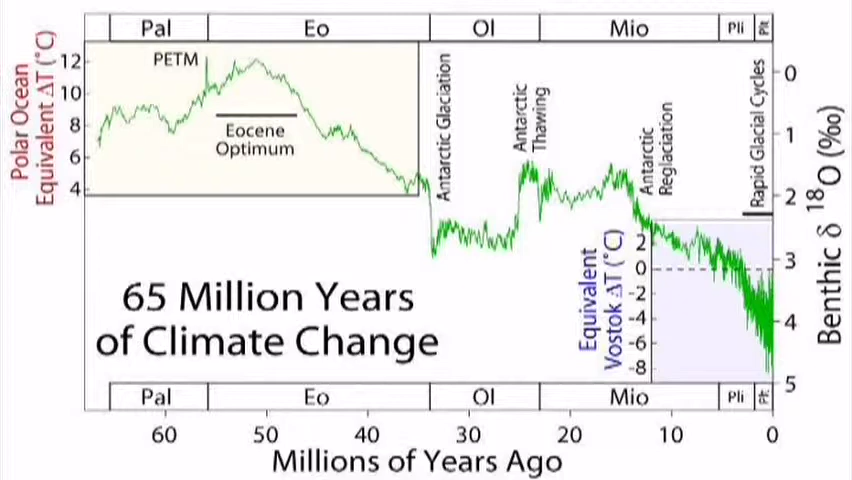 Pal Eo Ol Mio Pli Plt
Polar Ocean
Equivalent ΔT (°C)
12
10
8
6
4
PETM
Eocene
Optimum
Antarctic Glaciation
Antarctic
Thawing
Antarctic
Reglaciation
Rapid Glacial Cycles
0
1
2
3
4
5
Benthic δ 18O (‰)
Equivalent
Vostok ΔT (°C)
2
0
-2
-4
-6
-8
65 Million Years
of Climate Change
Pal Eo Ol Mio Pli Plt
60 50 40 30 20 10 0
Millions of Years Ago